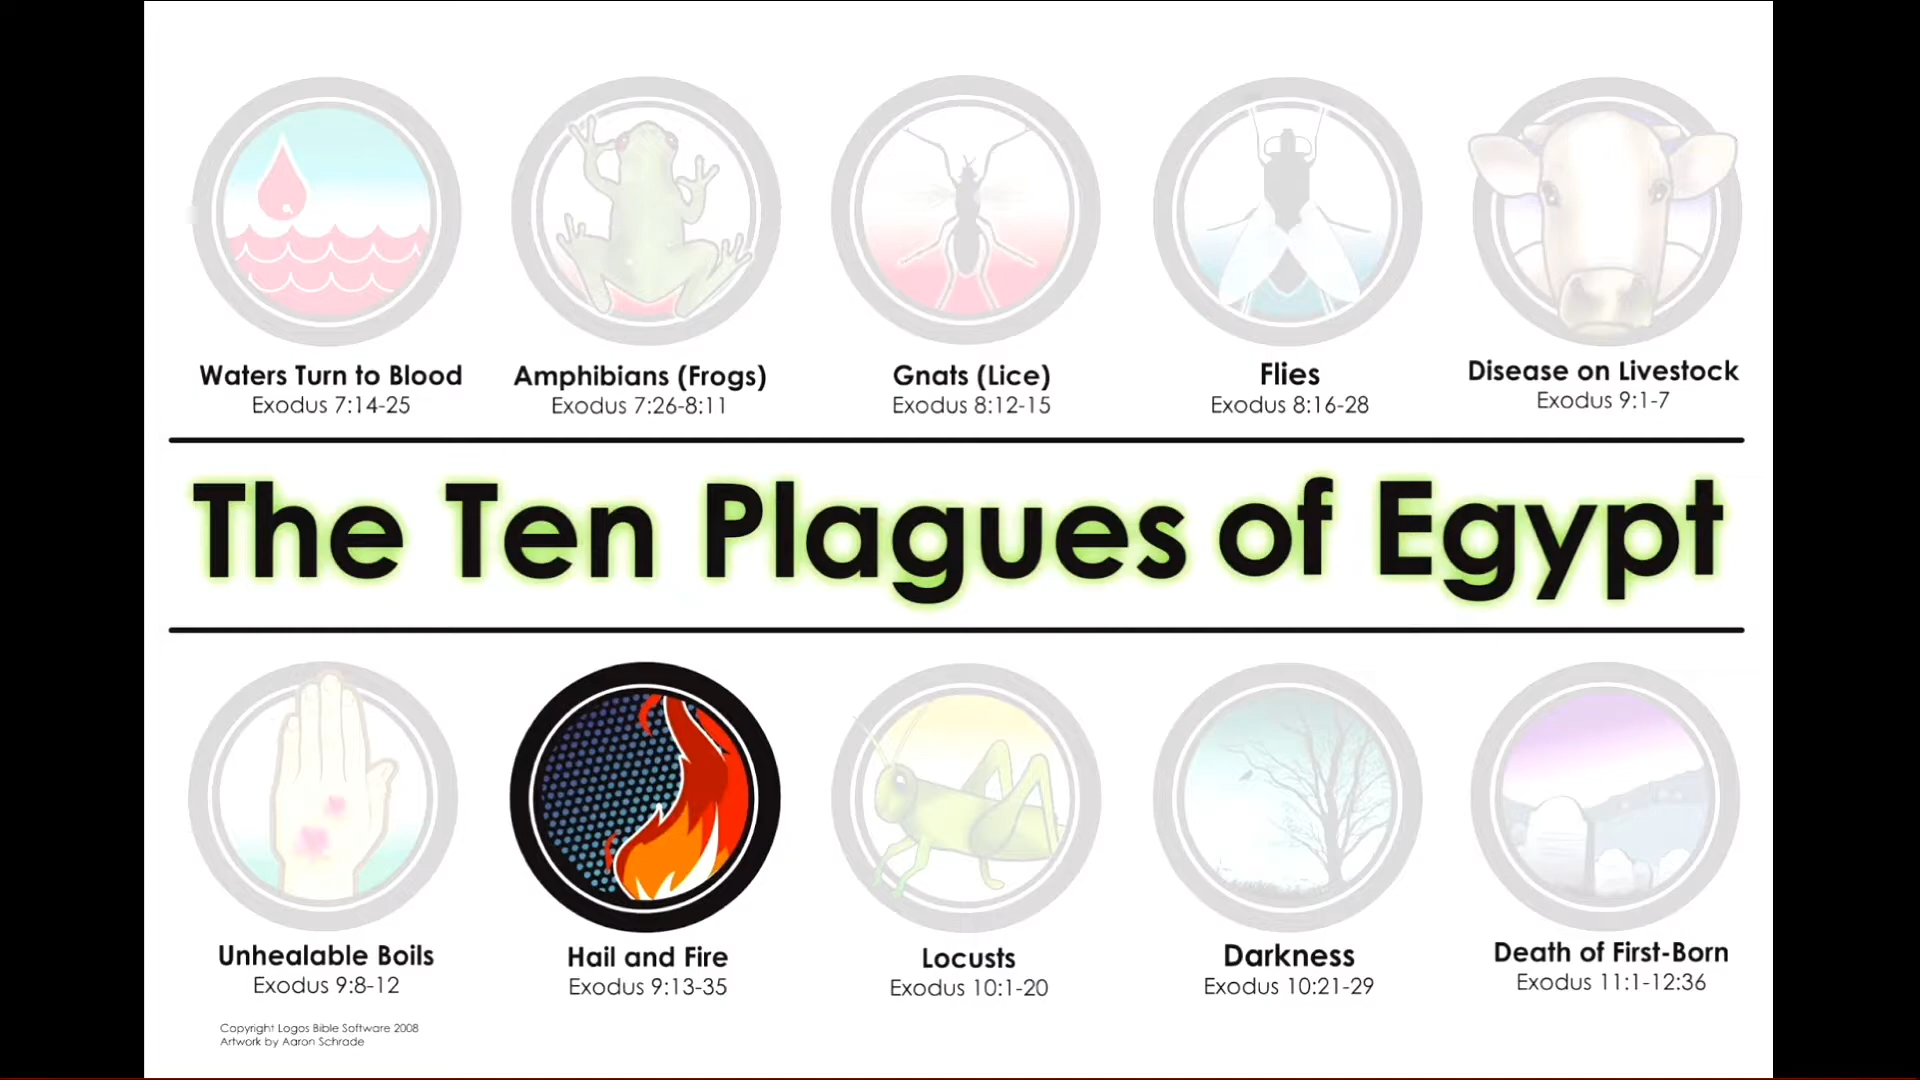 Waters Turn to Blood
Exodus 7:14-25
Amphibians (Frogs)
Exodus 7:26-8:11
Gnats (Lice)
Exodus 8:12-15
Flies
Exodus 8:16-28
Disease on Livestock
Exodus 9:1-7
The Ten Plagues of Egypt
Unhealable Boils
Exodus 9:8-12
Hail and Fire
Exodus 9:13-35
Locusts
Exodus 10:1-20
Darkness
Exodus 10:21-29
Death of First-Born
Exodus 11:1-12:36
Copyright Logos Bible Software 2008
Artwork by Aaron Schrade